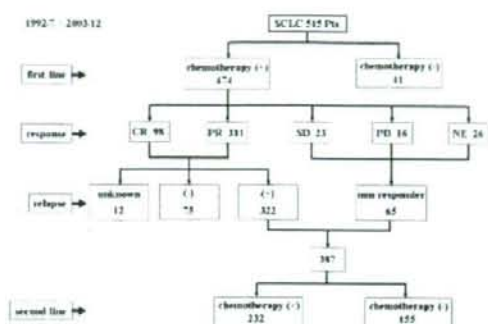 1992/7 - 2003/12
SCLC 515 Pts
first line
chemotherapy (+)
474
chemotherapy (-)
41
response
CR 98
PR 311
SD 23
PD 16
NE 26
relapse
unknown
12
(-)
75
(+)
322
non responder
65
387
second line
chemotherapy (+)
232
chemotherapy (-)
155